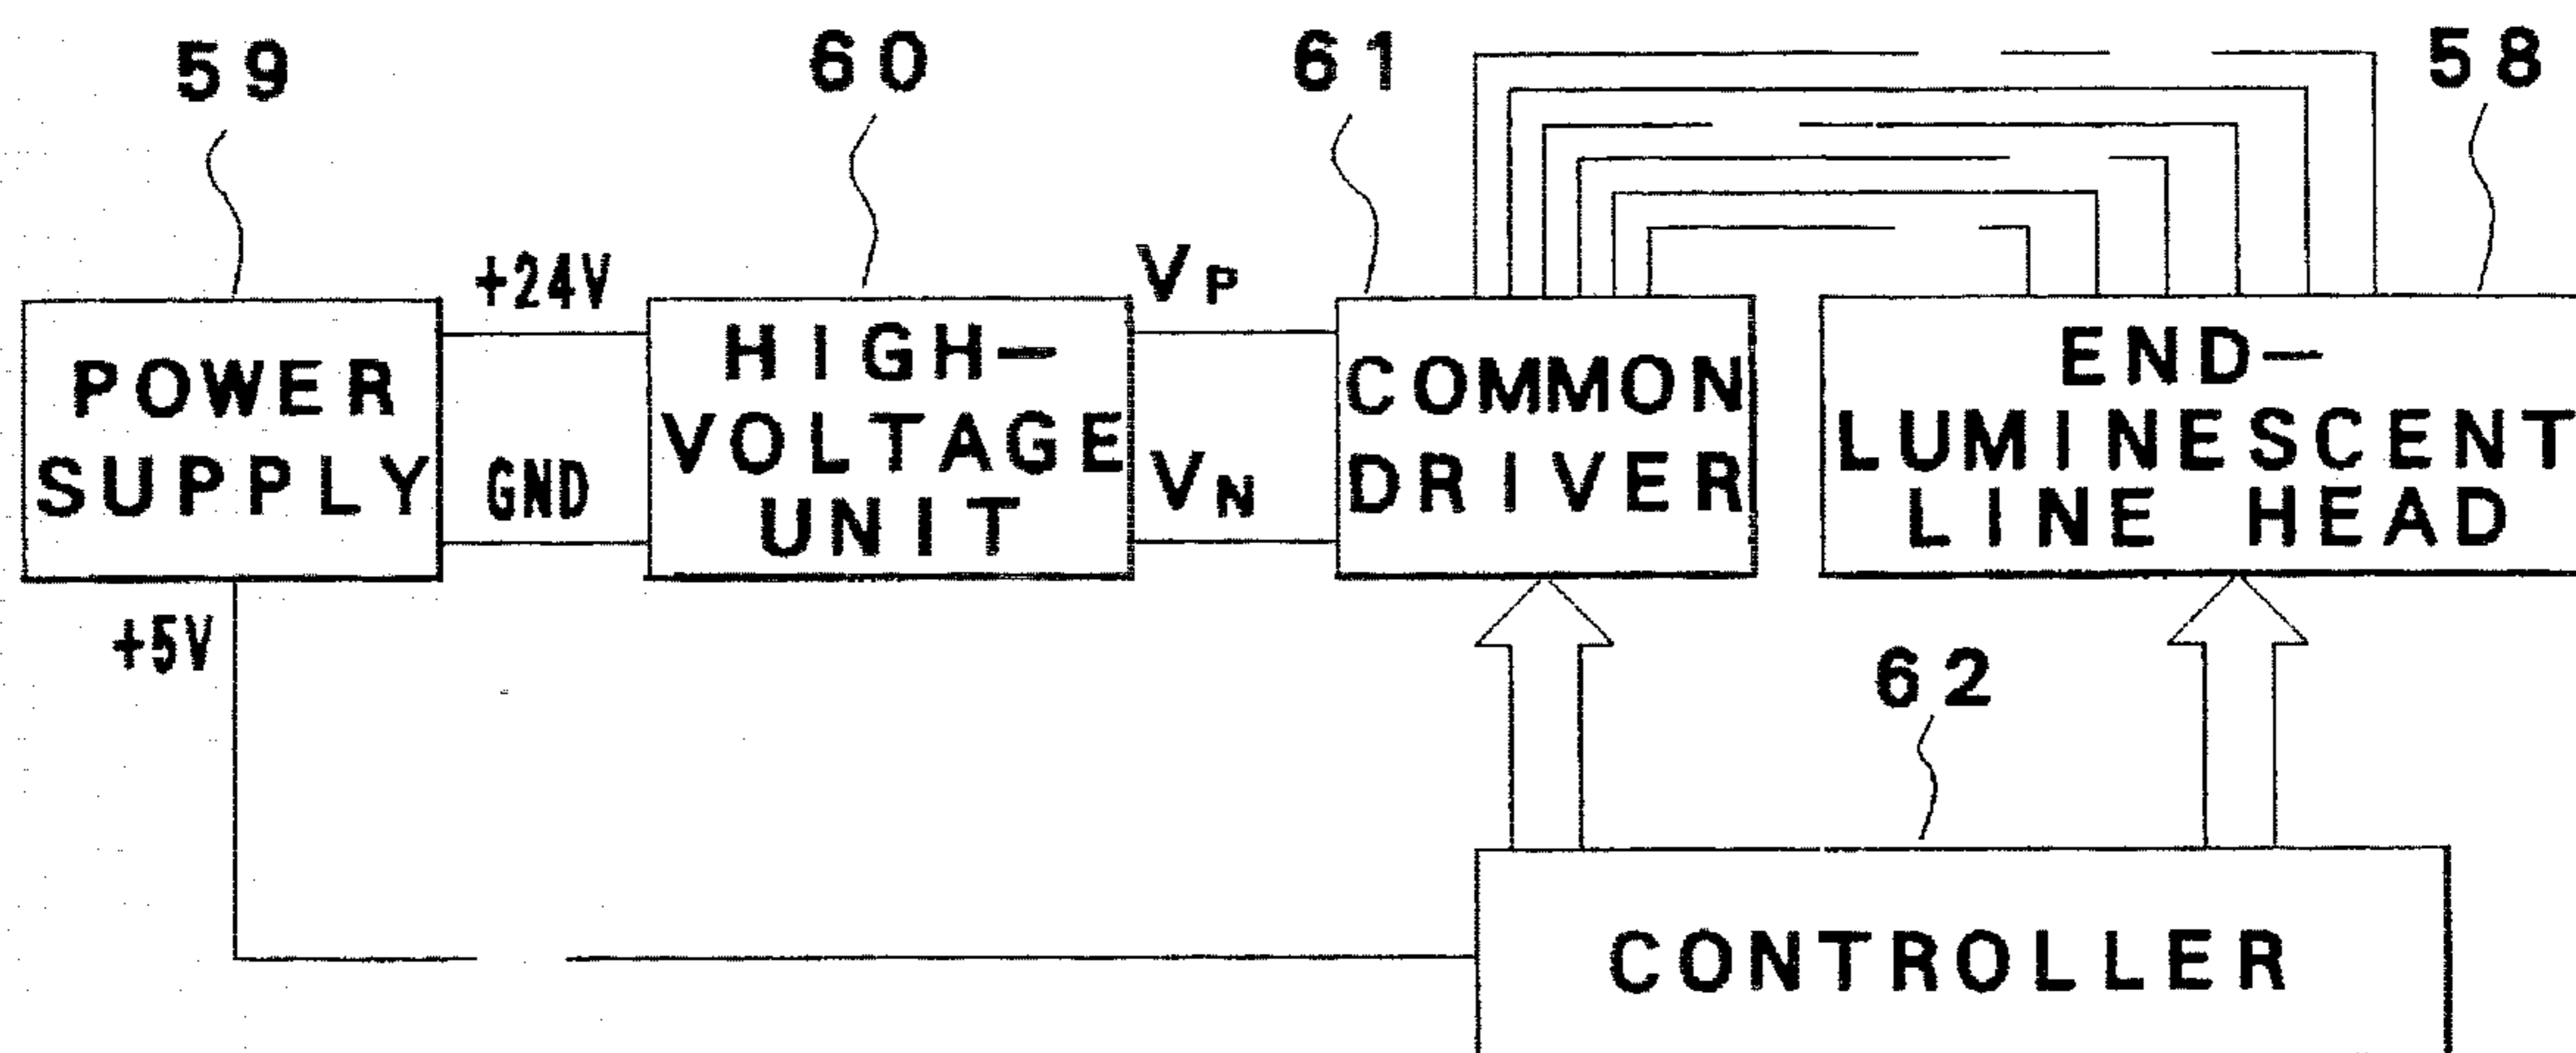 59
60
61
58
+24V
VP
POWER
SUPPLY
GND
HIGH-
VOLTAGE
UNIT
VN
COMMON
DRIVER
END-
LUMINESCENT
LINE HEAD
+5V
62
CONTROLLER